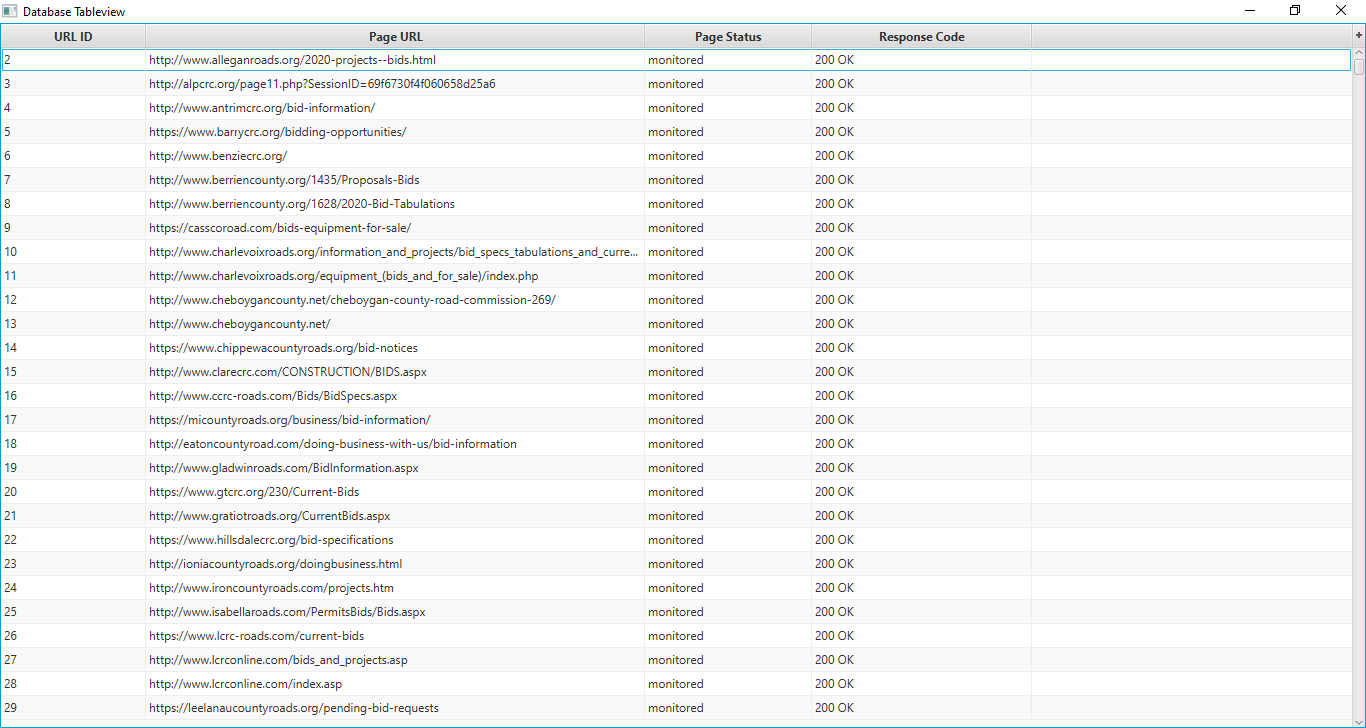 Database Tableview
URL ID Page URL Page Status Response Code +
2 http://www.alleganroads.org/2020-projects--bids.html monitored 200 OK
3 http://alpcrc.org/page11.php?SessionID=69f6730f4f060658d25a6 monitored 200 OK
4 http://www.antrimcrc.org/bid-information/ monitored 200 OK
5 https://www.barrycrc.org/bidding-opportunities/ monitored 200 OK
6 http://www.benziecrc.org/ monitored 200 OK
7 http://www.berriencounty.org/1435/Proposals-Bids monitored 200 OK
8 http://www.berriencounty.org/1628/2020-Bid-Tabulations monitored 200 OK
9 https://casscoroad.com/bids-equipment-for-sale/ monitored 200 OK
10 http://www.charlevoixroads.org/information_and_projects/bid_specs_tabulations_and_curre... monitored 200 OK
11 http://www.charlevoixroads.org/equipment_(bids_and_for_sale)/index.php monitored 200 OK
12 http://www.cheboygancounty.net/cheboygan-county-road-commission-269/ monitored 200 OK
13 http://www.cheboygancounty.net/ monitored 200 OK
14 https://www.chippewacountyroads.org/bid-notices monitored 200 OK
15 http://www.clarecrc.com/CONSTRUCTION/BIDS.aspx monitored 200 OK
16 http://www.ccrc-roads.com/Bids/BidSpecs.aspx monitored 200 OK
17 https://micountyroads.org/business/bid-information/ monitored 200 OK
18 http://eatoncountyroad.com/doing-business-with-us/bid-information monitored 200 OK
19 http://www.gladwinroads.com/BidInformation.aspx monitored 200 OK
20 https://www.gtcrc.org/230/Current-Bids monitored 200 OK
21 http://www.gratiotroads.org/CurrentBids.aspx monitored 200 OK
22 https://www.hillsdalecrc.org/bid-specifications monitored 200 OK
23 http://ioniacountyroads.org/doingbusiness.html monitored 200 OK
24 http://www.ironcountyroads.com/projects.htm monitored 200 OK
25 http://www.isabellaroads.com/PermitsBids/Bids.aspx monitored 200 OK
26 https://www.lcrc-roads.com/current-bids monitored 200 OK
27 http://www.lcrconline.com/bids_and_projects.asp monitored 200 OK
28 http://www.lcrconline.com/index.asp monitored 200 OK
29 https://leelanaucountyroads.org/pending-bid-requests monitored 200 OK